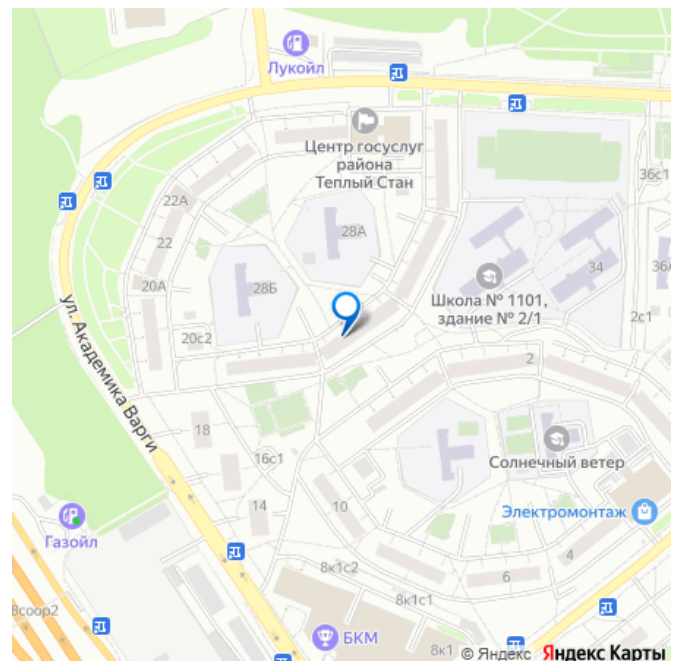 Лукойл
Центр госуслуг
района
Теплый Стан
36с1
22А
28А
22
20А
28Б
34
36А
Школа № 1101,
здание № 2/1
2с1
20с2
2
ул. Академика Варги
18
16с1
Солнечный ветер
14
10
Электромонтаж
Газойл
4
6
8к1с2
8к1с1
БКМ
8к1
© Яндекс Яндекс Карты